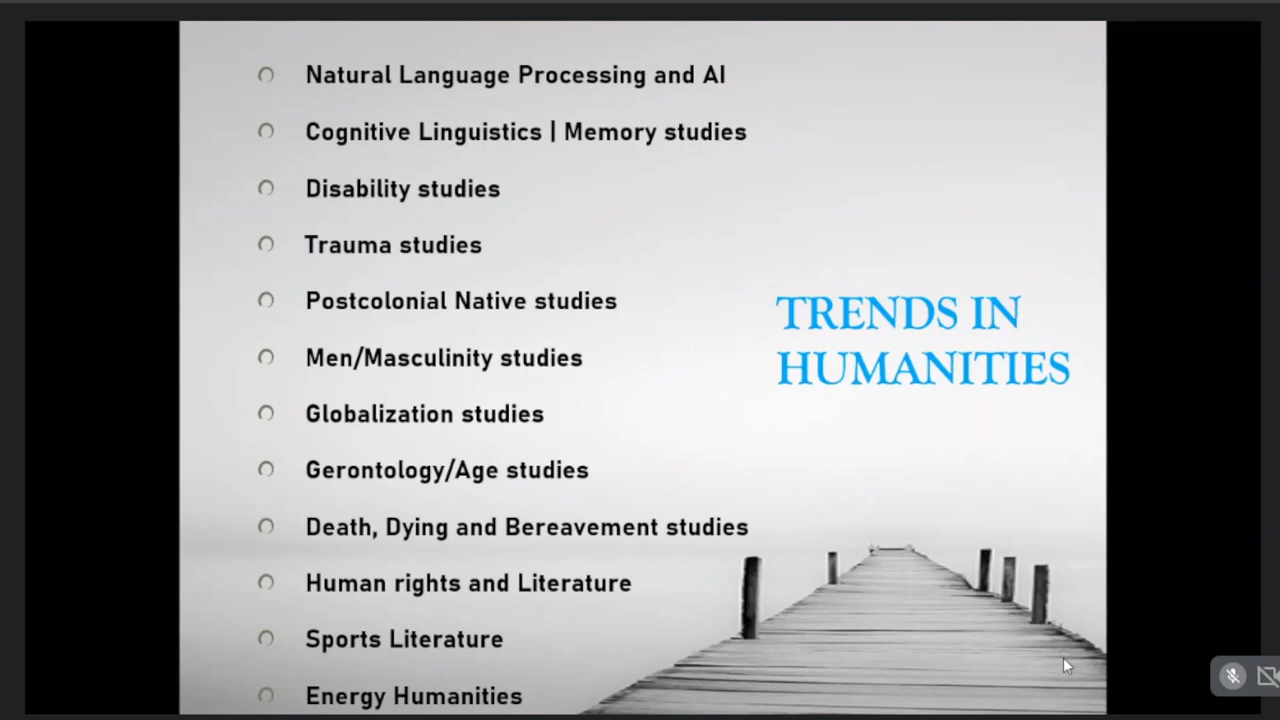 Natural Language Processing and AI
Cognitive Linguistics | Memory studies
Disability studies
Trauma studies
Postcolonial Native studies
Men/Masculinity studies
Globalization studies
Gerontology/Age studies
Death, Dying and Bereavement studies
Human rights and Literature
Sports Literature
Energy Humanities
TRENDS IN
HUMANITIES